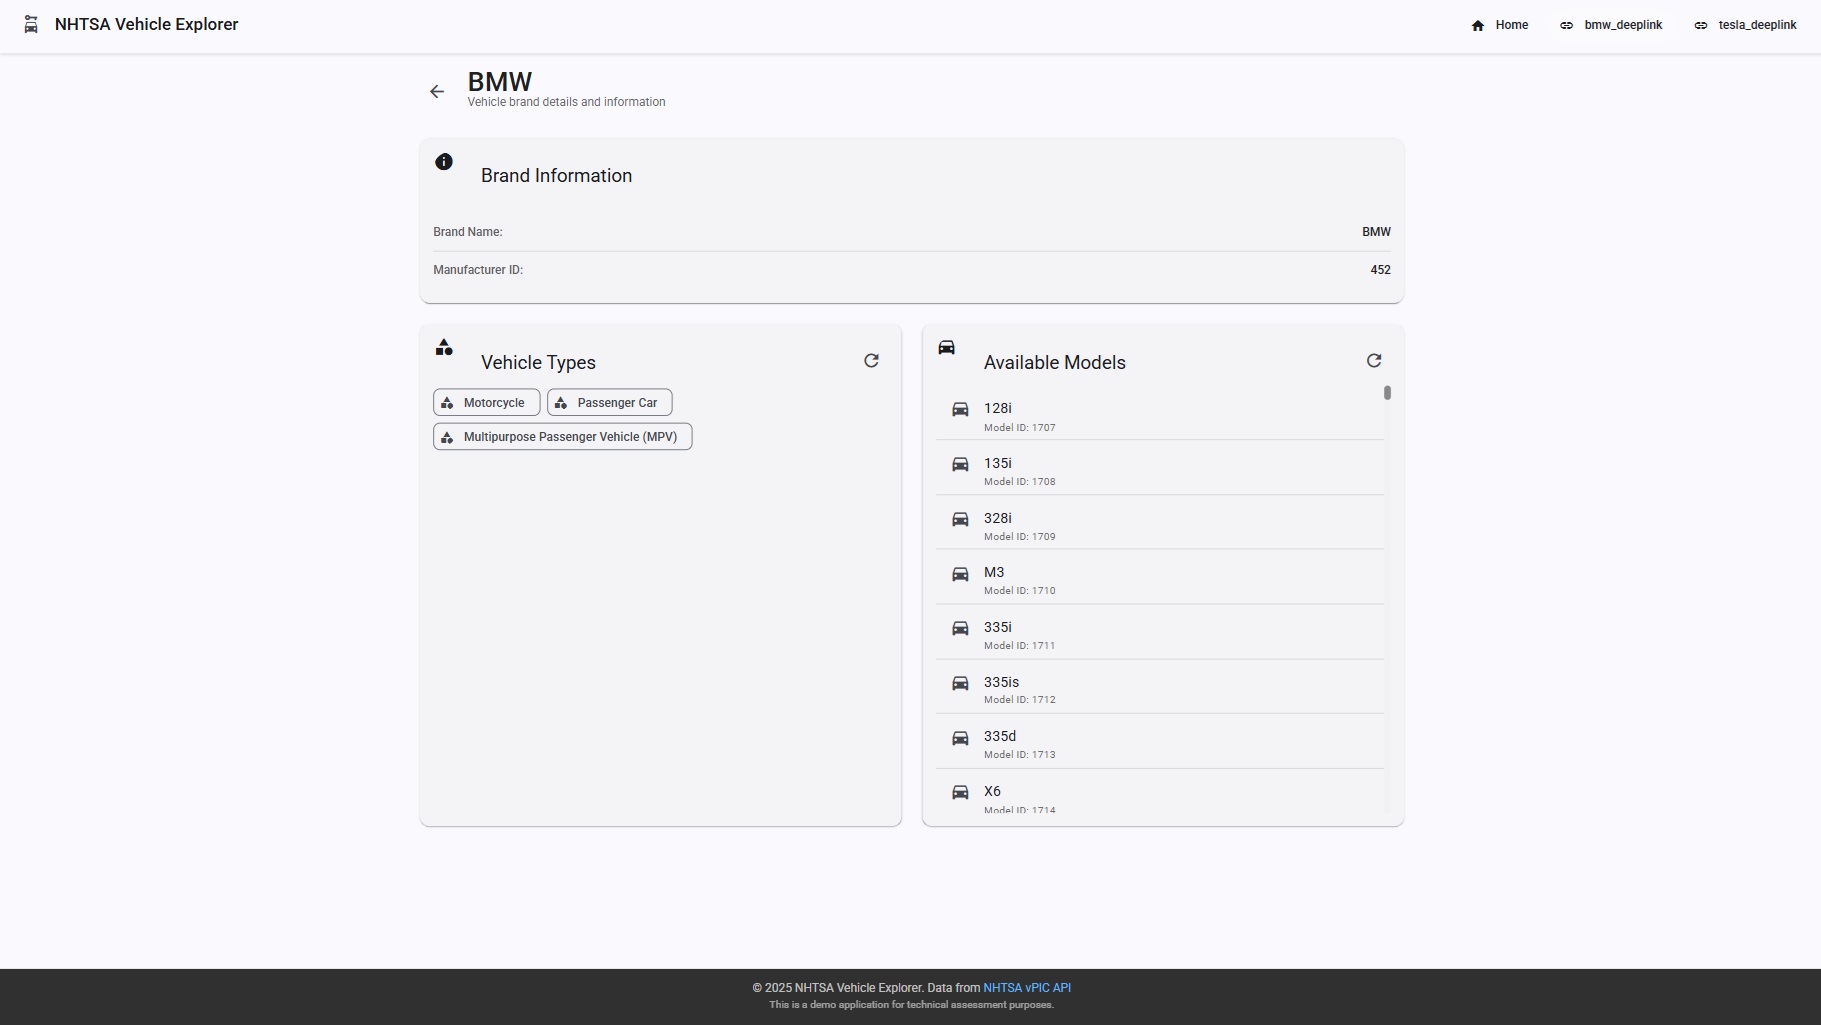 NHTSA Vehicle Explorer
Home
bmw_deeplink
tesla_deeplink
BMW
Vehicle brand details and information
Brand Information
Brand Name:
BMW
Manufacturer ID:
452
Vehicle Types
Motorcycle
Passenger Car
Multipurpose Passenger Vehicle (MPV)
Available Models
128i
Model ID: 1707
135i
Model ID: 1708
328i
Model ID: 1709
M3
Model ID: 1710
335i
Model ID: 1711
335is
Model ID: 1712
335d
Model ID: 1713
X6
Model ID: 1714
© 2025 NHTSA Vehicle Explorer. Data from NHTSA vPIC API
This is a demo application for technical assessment purposes.